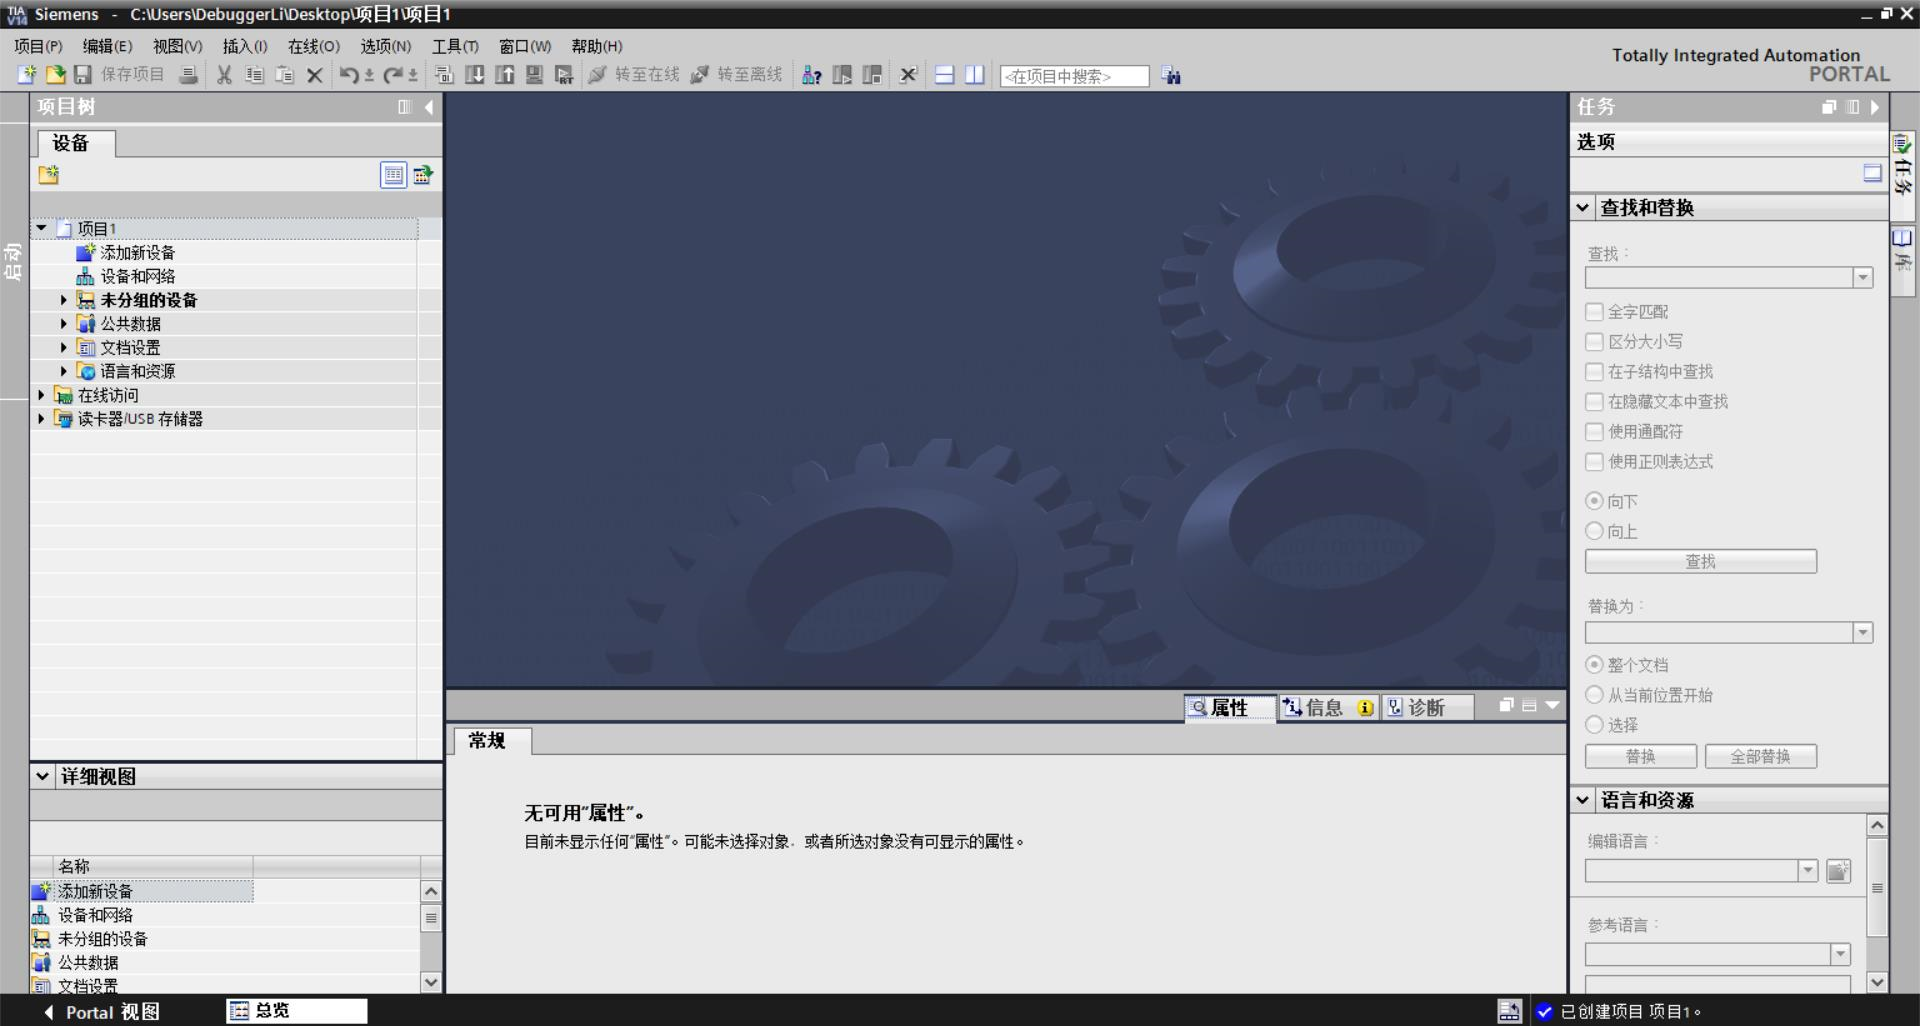 TIA V14 Siemens - C:\Users\DebuggerLi\Desktop\项目1\项目1
项目(P) 编辑(E) 视图(V) 插入(I) 在线(O) 选项(N) 工具(T) 窗口(W) 帮助(H)
Totally Integrated Automation
PORTAL
保存项目 转至在线 转至离线 <在项目中搜索>
项目树
设备
启动
项目1
添加新设备
设备和网络
未分组的设备
公共数据
文档设置
语言和资源
在线访问
读卡器/USB 存储器
详细视图
名称
添加新设备
设备和网络
未分组的设备
公共数据
文档设置
属性 信息 诊断
常规
无可用"属性"。
目前未显示任何"属性"。可能未选择对象，或者所选对象没有可显示的属性。
任务
选项
查找和替换
查找：
全字匹配
区分大小写
在子结构中查找
在隐藏文本中查找
使用通配符
使用正则表达式
向下
向上
查找
替换为：
整个文档
从当前位置开始
选择
替换 全部替换
语言和资源
编辑语言：
参考语言：
任务
库
Portal 视图 总览 已创建项目 项目1。